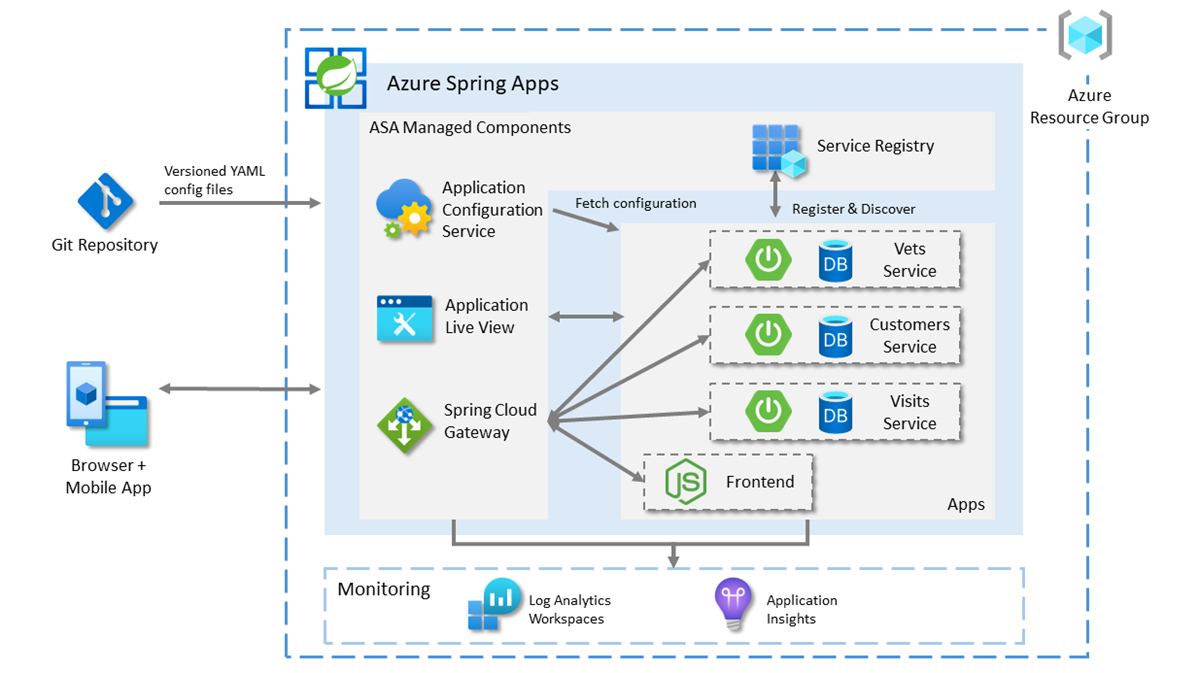 Azure Spring Apps
Azure
Resource Group
ASA Managed Components
Service Registry
Versioned YAML
config files
Git Repository
Application
Configuration
Service
Fetch configuration
Register & Discover
Vets
Service
DB
Application
Live View
Customers
Service
DB
Browser +
Mobile App
Spring Cloud
Gateway
Visits
Service
DB
JS
Frontend
Apps
Monitoring
Log Analytics
Workspaces
Application
Insights